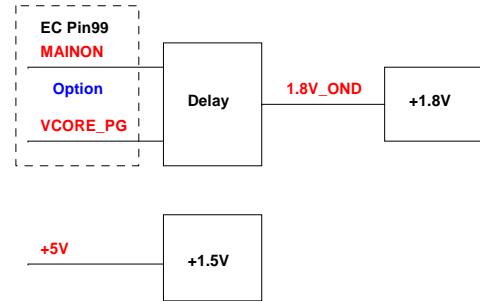 EC Pin99
MAINON
Option
Delay
1.8V_OND
+1.8V
VCORE_PG
+5V
+1.5V